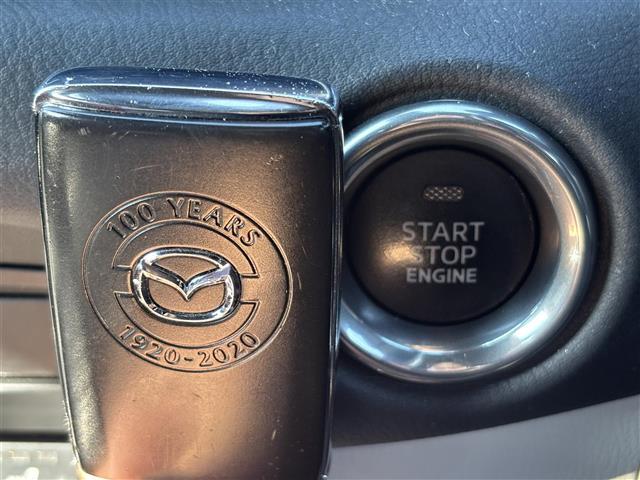 100 YEARS
1920-2020
START
STOP
ENGINE